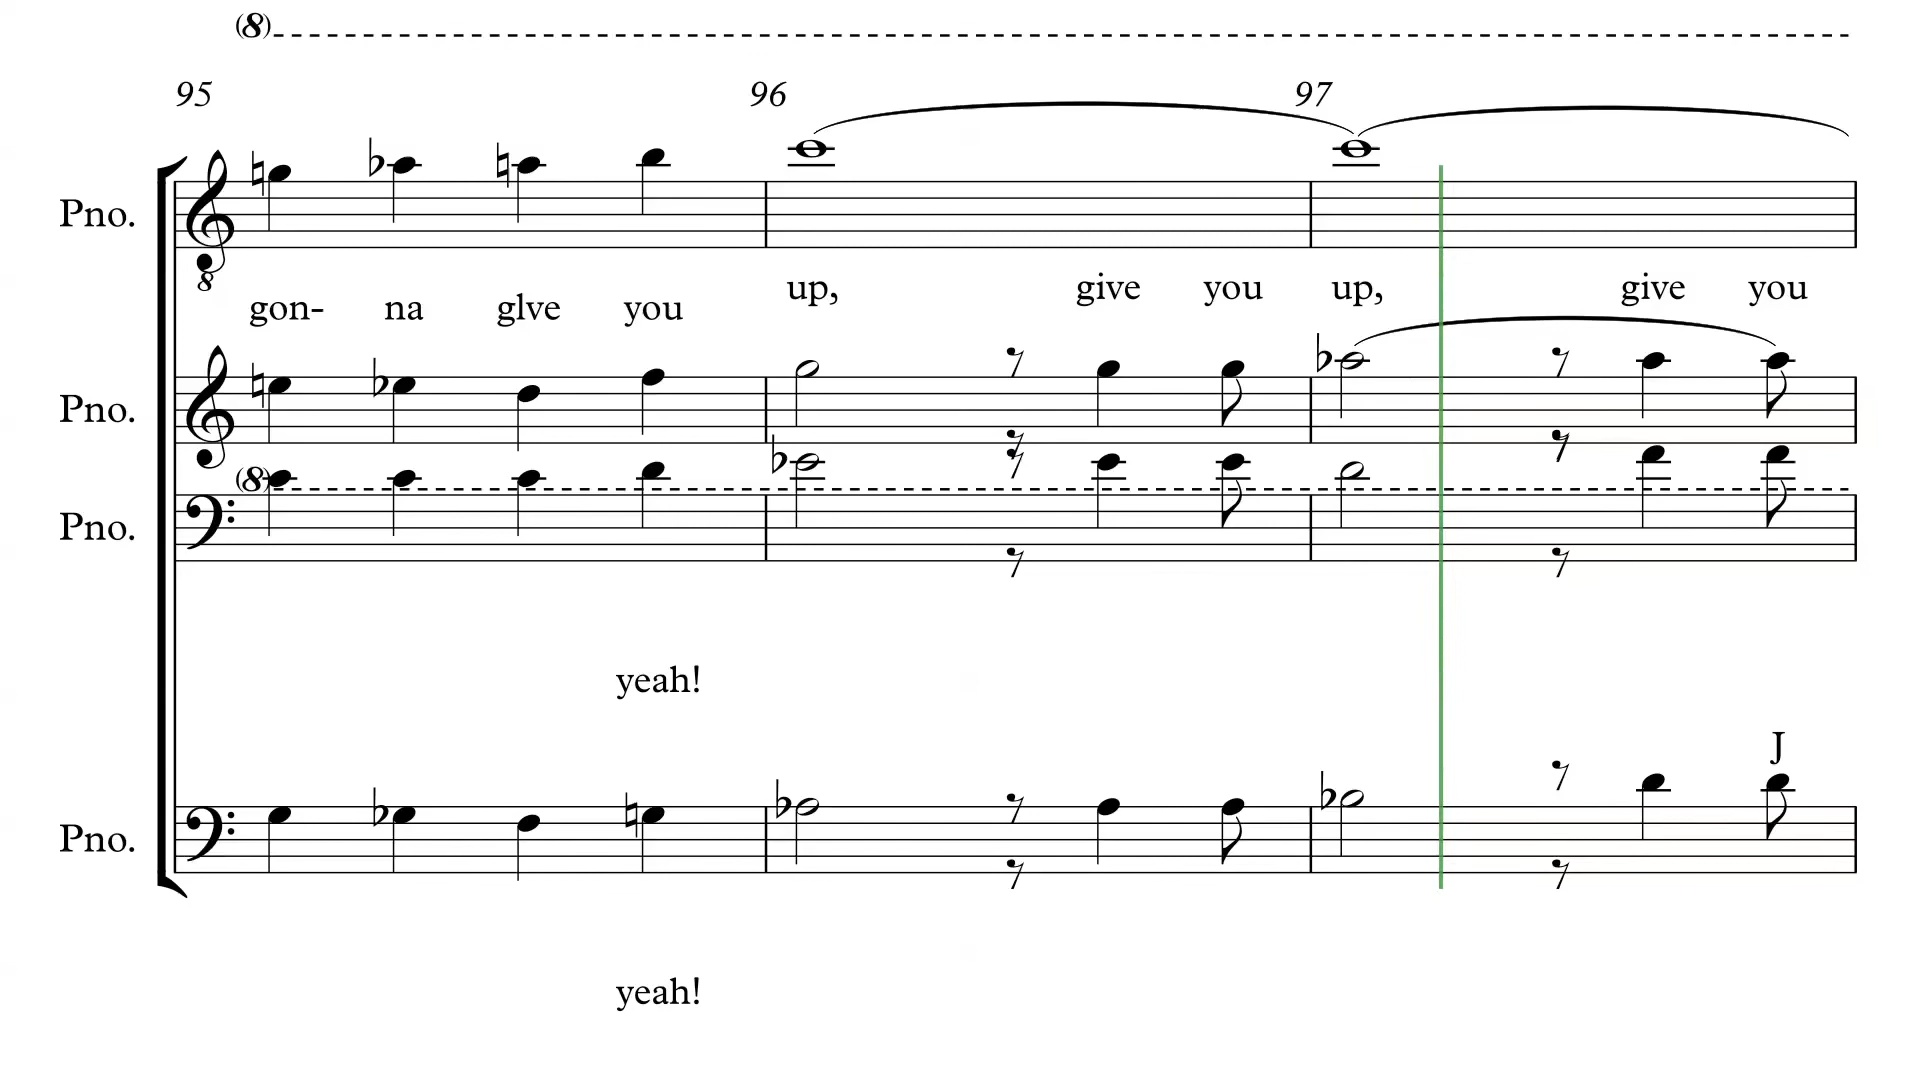 (8)
95 96 97
Pno.
8
gon- na glve you up, give you up, give you
Pno.
(8)
Pno.
yeah!
J
Pno.
yeah!